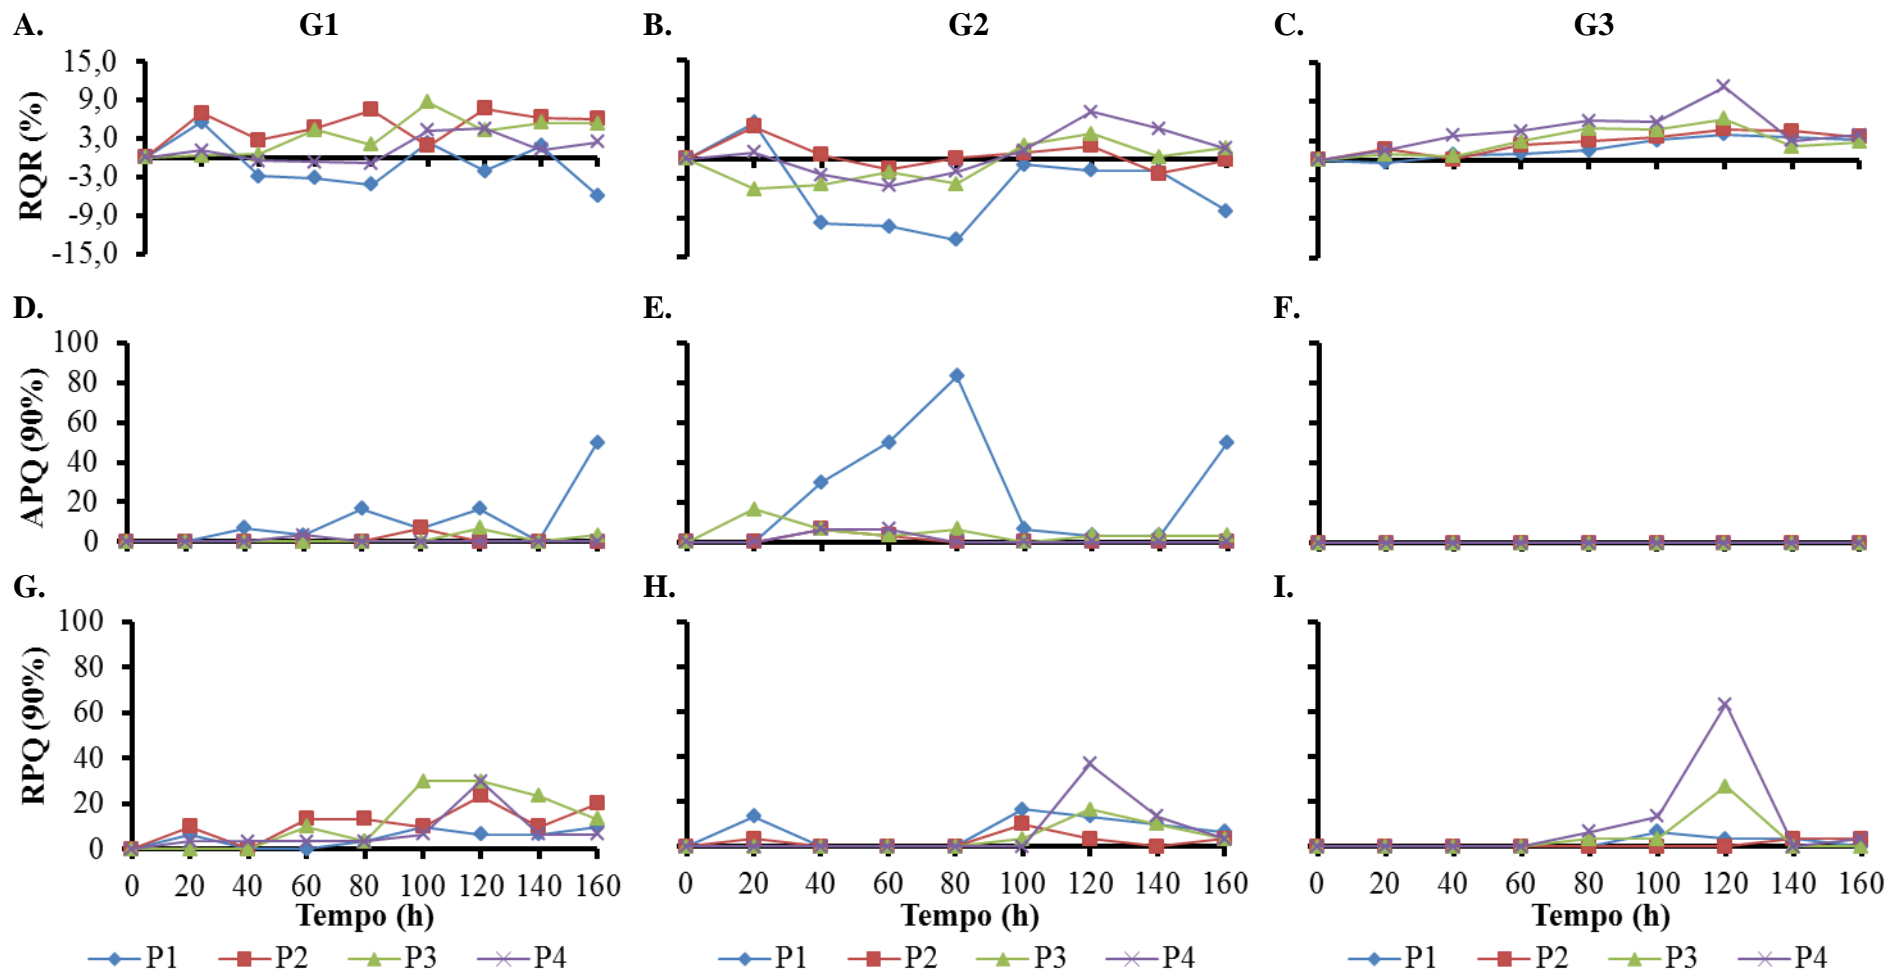 A. G1 B. G2 C. G3
RQR (%)
15,0
9,0
3,0
-3,0
-9,0
-15,0
D. E. F.
APQ (90%)
100
80
60
40
20
0
G. H. I.
RPQ (90%)
100
80
60
40
20
0
0 20 40 60 80 100 120 140 160 0 20 40 60 80 100 120 140 160 0 20 40 60 80 100 120 140 160
Tempo (h) Tempo (h) Tempo (h)
P1 P2 P3 P4 P1 P2 P3 P4 P1 P2 P3 P4